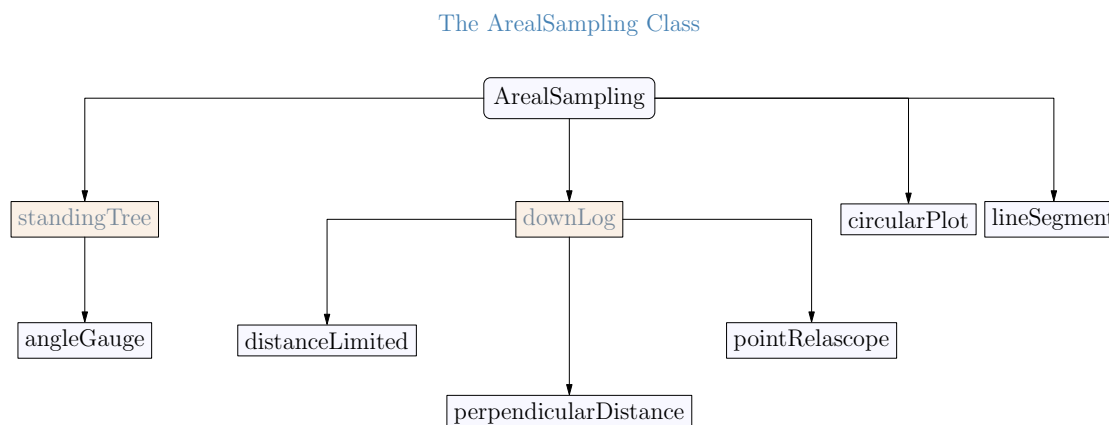 The ArealSampling Class
ArealSampling
standingTree
downLog
circularPlot
lineSegment
angleGauge
distanceLimited
pointRelascope
perpendicularDistance